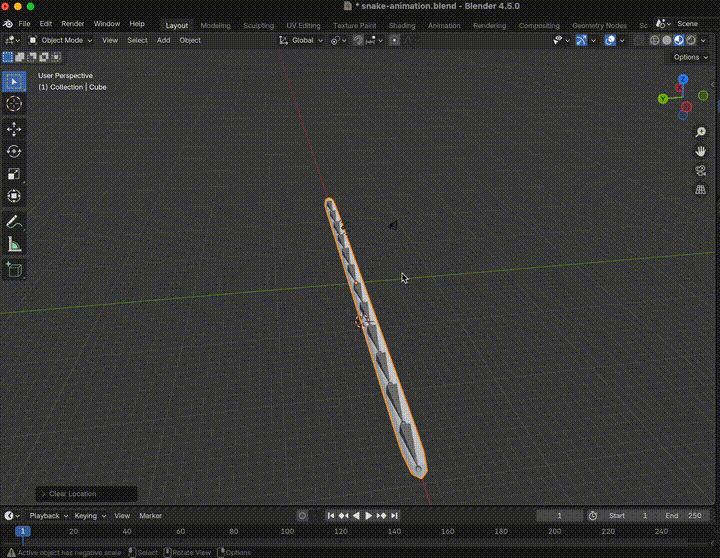 * snake-animation.blend - Blender 4.5.0
File Edit Render Window Help Layout Modeling Sculpting UV Editing Texture Paint Shading Animation Rendering Compositing Geometry Nodes Sc Scene
Object Mode View Select Add Object Global
Options
User Perspective
(1) Collection | Cube
Z
Y
> Clear Location
Playback Keying View Marker 1 Start 1 End 250
1 20 40 60 80 100 120 140 160 180 200 220 240
Active object has negative scale Select Rotate View Options